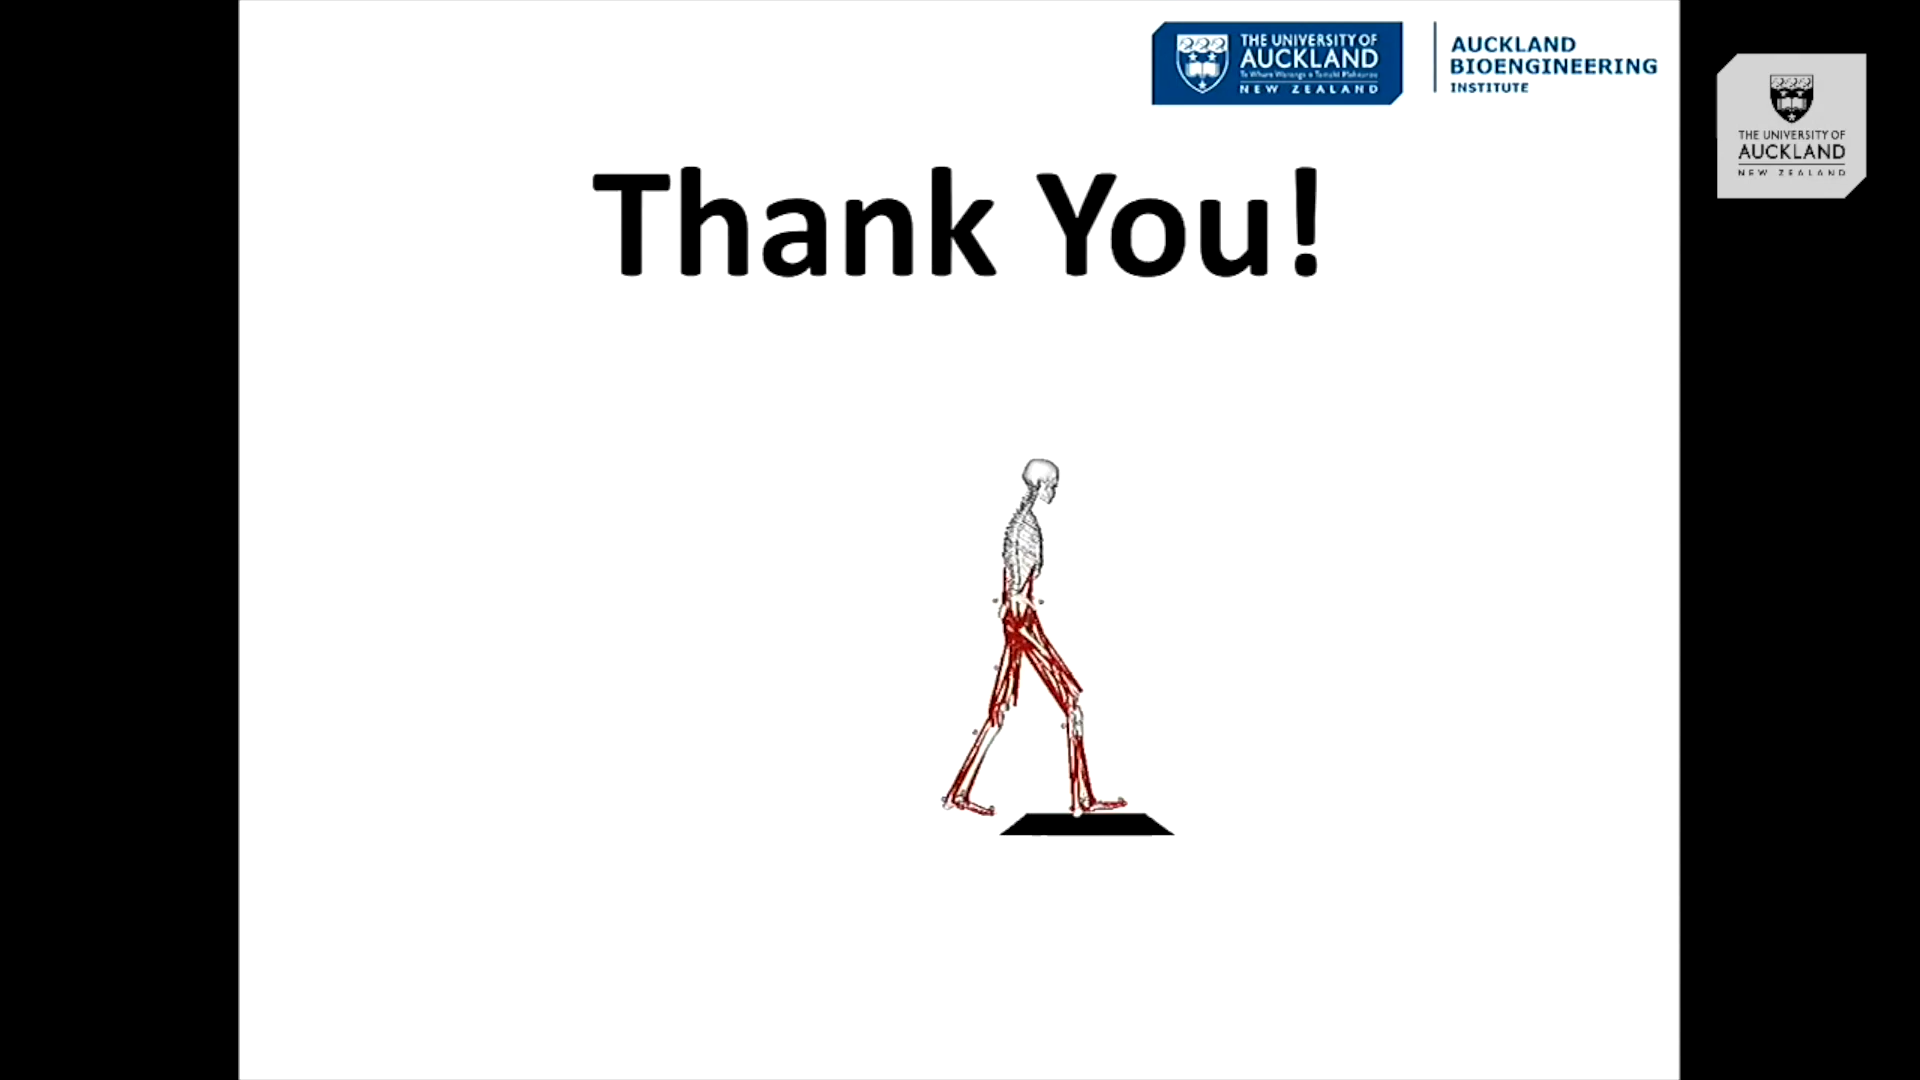 THE UNIVERSITY OF
AUCKLAND
NEW ZEALAND
AUCKLAND
BIOENGINEERING
INSTITUTE
THE UNIVERSITY OF
AUCKLAND
NEW ZEALAND
Thank You!